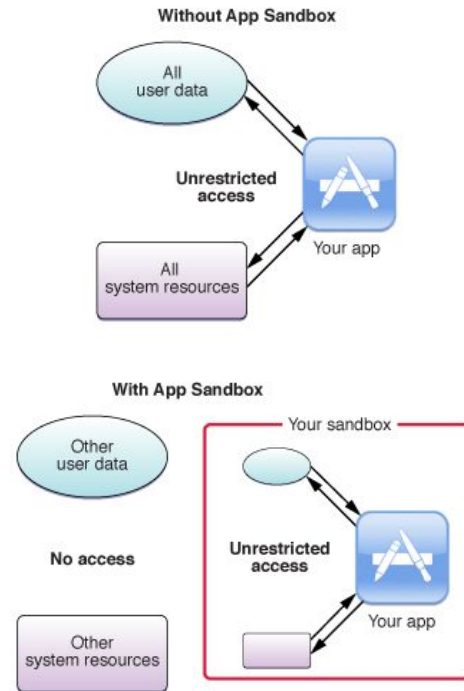 Without App Sandbox
All
user data
Unrestricted
access
Your app
All
system resources
With App Sandbox
Your sandbox
Other
user data
No access
Unrestricted
access
Your app
Other
system resources